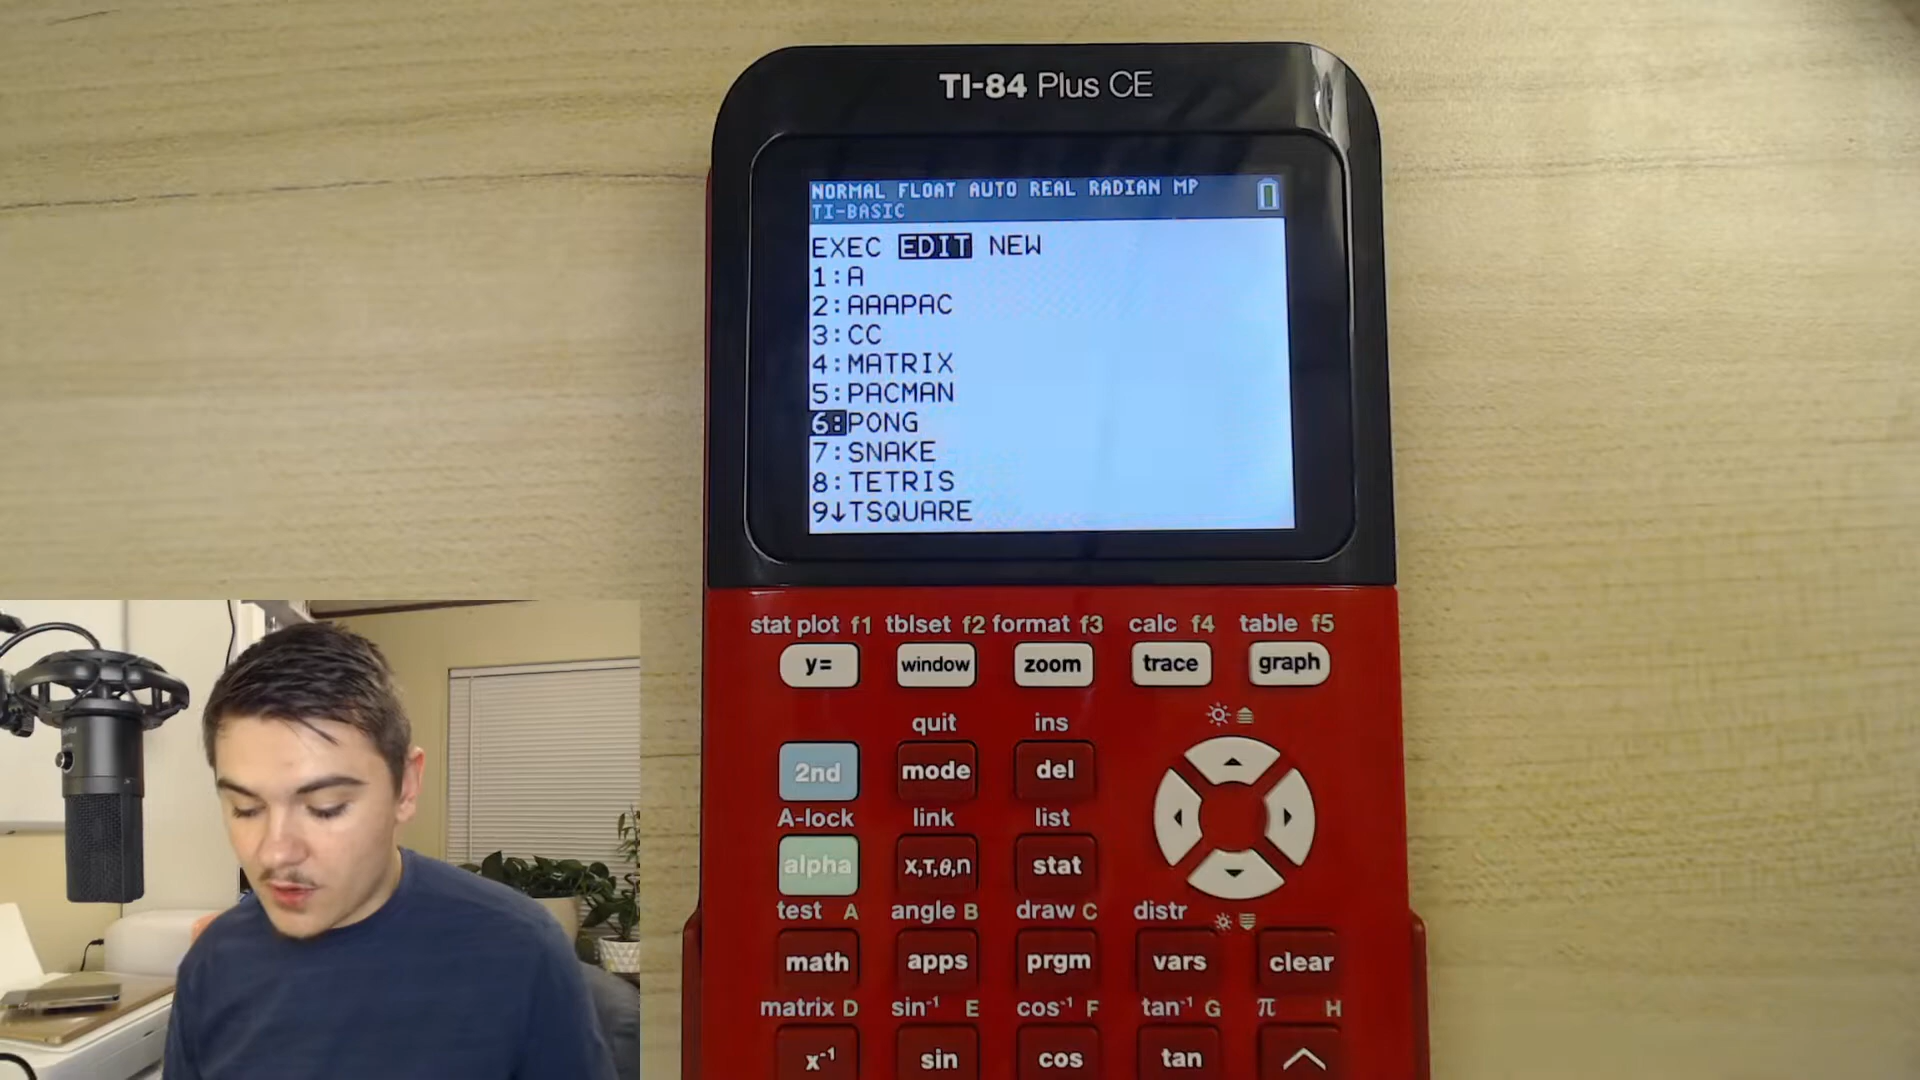 TI-84 Plus CE
NORMAL FLOAT AUTO REAL RADIAN MP
TI-BASIC
EXEC EDIT NEW
1:A
2:AAAPAC
3:CC
4:MATRIX
5:PACMAN
6:PONG
7:SNAKE
8:TETRIS
9↓TSQUARE
stat plot f1 tblset f2 format f3 calc f4 table f5
y= window zoom trace graph
quit ins
2nd mode del
A-lock link list
alpha X,T,θ,n stat
test A angle B draw C distr
math apps prgm vars clear
matrix D sin⁻¹ E cos⁻¹ F tan⁻¹ G π H
x⁻¹ sin cos tan ^